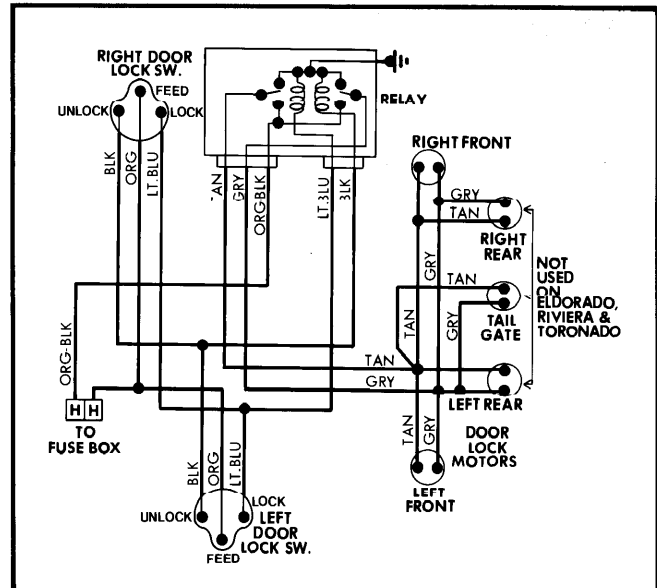 RIGHT DOOR
LOCK SW.
FEED
UNLOCK
LOCK
RELAY
BLK
ORG
LT.BLU
GRY
ORG-BLK
LT.BLU
BLK
RIGHT FRONT
GRY
TAN
RIGHT
REAR
NOT
USED
ON
ELDORADO,
RIVIERA &
TORONADO
TAN
TAIL
GATE
GRY
TAN
GRY
TAN
GRY
LEFT REAR
ORG-BLK
H H
TO
FUSE BOX
BLK
ORG
LT.BLU
TAN
GRY
DOOR
LOCK
MOTORS
LEFT
FRONT
UNLOCK
LOCK
LEFT
DOOR
LOCK SW.
FEED